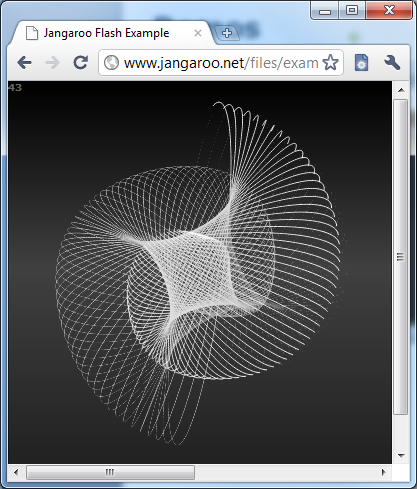 Jangaroo Flash Example
www.jangaroo.net/files/exam
43